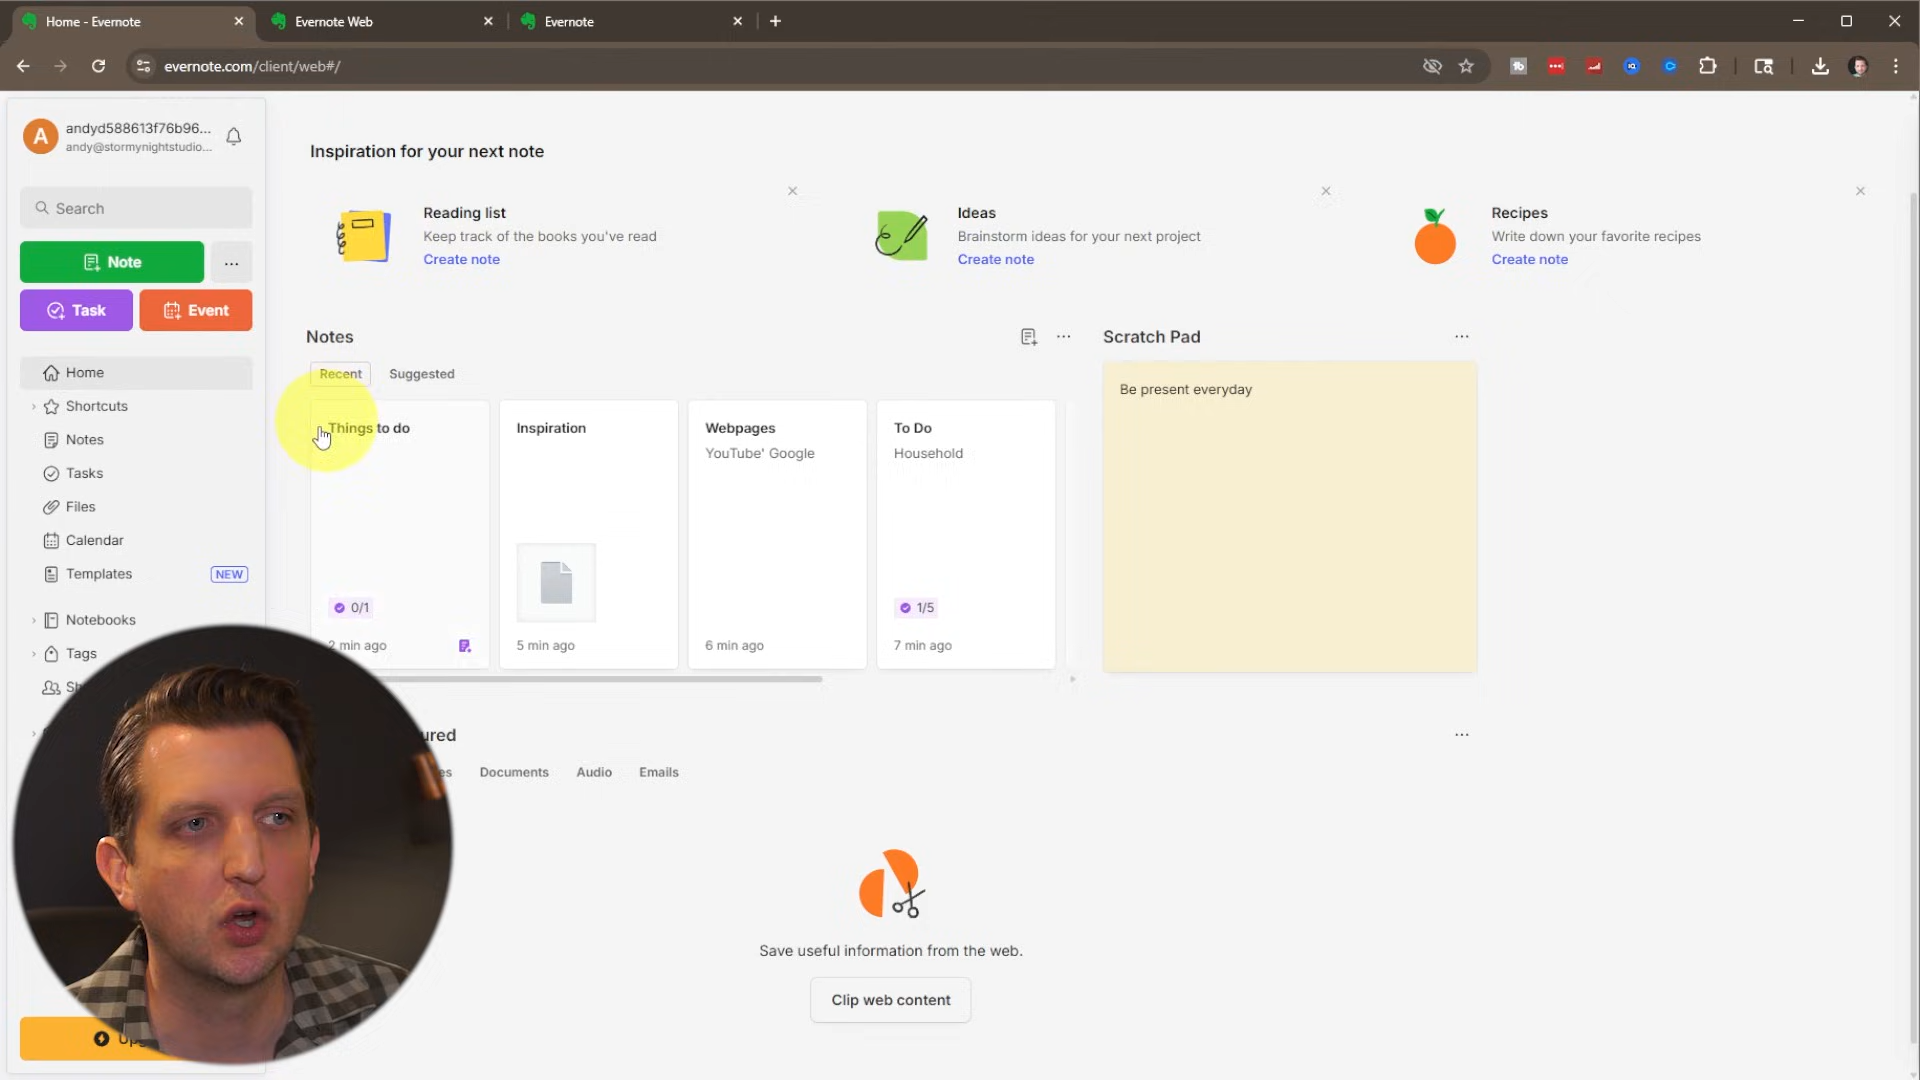 Home - Evernote
Evernote Web
Evernote
evernote.com/client/web#/
andyd588613f76b96...
andy@stormynightstudio...
Search
Note
Task
Event
Home
Shortcuts
Notes
Tasks
Files
Calendar
Templates
NEW
Notebooks
Tags
Inspiration for your next note
Reading list
Keep track of the books you've read
Create note
Ideas
Brainstorm ideas for your next project
Create note
Recipes
Write down your favorite recipes
Create note
Notes
Recent
Suggested
Things to do
0/1
2 min ago
Inspiration
5 min ago
Webpages
YouTube' Google
6 min ago
To Do
Household
1/5
7 min ago
Scratch Pad
Be present everyday
Documents
Audio
Emails
Save useful information from the web.
Clip web content